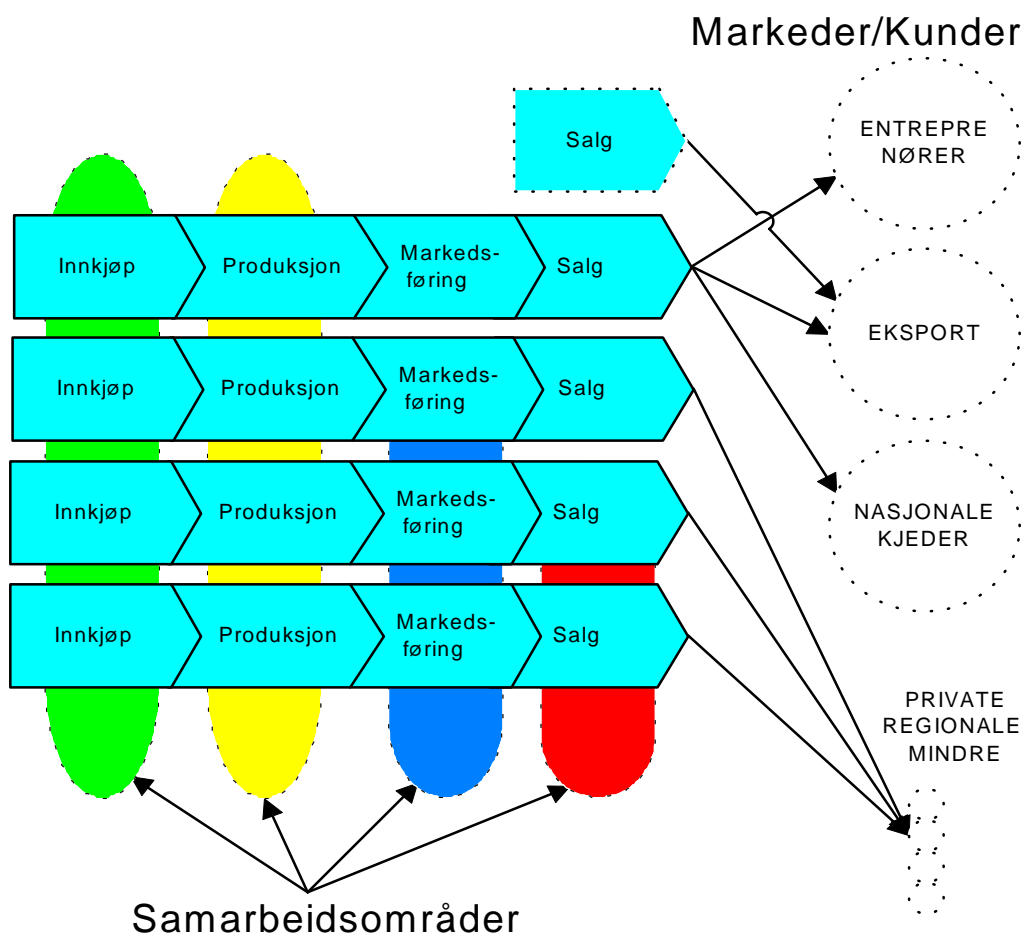 Markeder/Kunder
Salg
ENTREPRE
NØRER
Innkjøp
Produksjon
Markeds-
føring
Salg
EKSPORT
Innkjøp
Produksjon
Markeds-
føring
Salg
Innkjøp
Produksjon
Markeds-
føring
Salg
NASJONALE
KJEDER
Innkjøp
Produksjon
Markeds-
føring
Salg
PRIVATE
REGIONALE
MINDRE
Samarbeidsområder